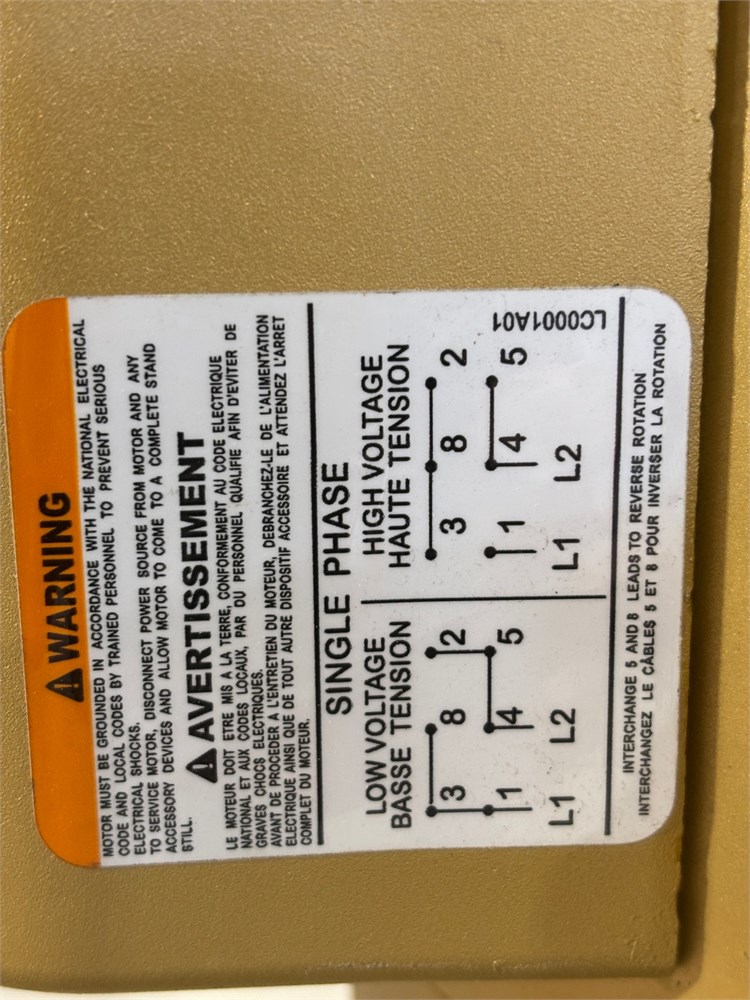 WARNING
MOTOR MUST BE GROUNDED IN ACCORDANCE WITH THE NATIONAL ELECTRICAL
CODE AND LOCAL CODES BY TRAINED PERSONNEL TO PREVENT SERIOUS
ELECTRICAL SHOCKS.
TO SERVICE MOTOR, DISCONNECT POWER SOURCE FROM MOTOR AND ANY
ACCESSORY DEVICES AND ALLOW MOTOR TO COME TO A COMPLETE STAND
STILL.
AVERTISSEMENT
LE MOTEUR DOIT ETRE MIS A LA TERRE, CONFORMEMENT AU CODE ELECTRIQUE
NATIONAL ET AUX CODES LOCAUX, PAR DU PERSONNEL QUALIFIE AFIN D'EVITER DE
GRAVES CHOCS ELECTRIQUES.
AVANT DE PROCEDER A L'ENTRETIEN DU MOTEUR, DEBRANCHEZ-LE DE L'ALIMENTATION
ELECTRIQUE AINSI QUE DE TOUT AUTRE DISPOSITIF ACCESSOIRE ET ATTENDEZ L'ARRET
COMPLET DU MOTEUR.
SINGLE PHASE
LOW VOLTAGE
BASSE TENSION
3 8 2
1 4 5
L1 L2
HIGH VOLTAGE
HAUTE TENSION
3 8 2
1 4 5
L1 L2
LC0001A01
INTERCHANGE 5 AND 8 LEADS TO REVERSE ROTATION
INTERCHANGEZ LE CÂBLES 5 ET 8 POUR INVERSER LA ROTATION